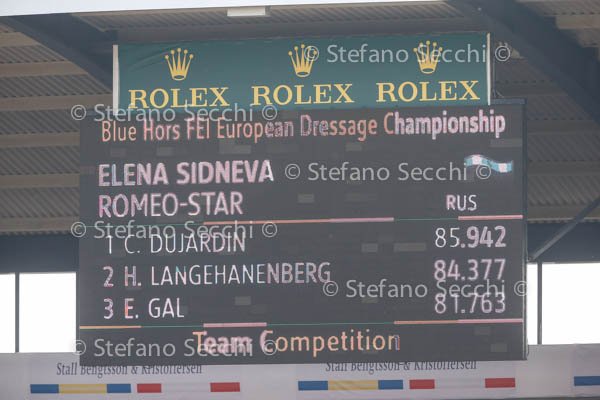 © Stefano Secchi ©
ROLEX ROLEX ROLEX
© Stefano Secchi ©
Blue Hors FEI European Dressage Championship
ELENA SIDNEVA
© Stefano Secchi ©
ROMEO-STAR RUS
© Stefano Secchi ©
1 C. DUJARDIN 85.942
2 H. LANGEHANENBERG 84.377
© Stefano Secchi ©
3 E. GAL 81.763
© Stefano Secchi ©
Team Competition
Stall Bengtsson & Kristoffersen Stall Bengtsson & Kristoffersen